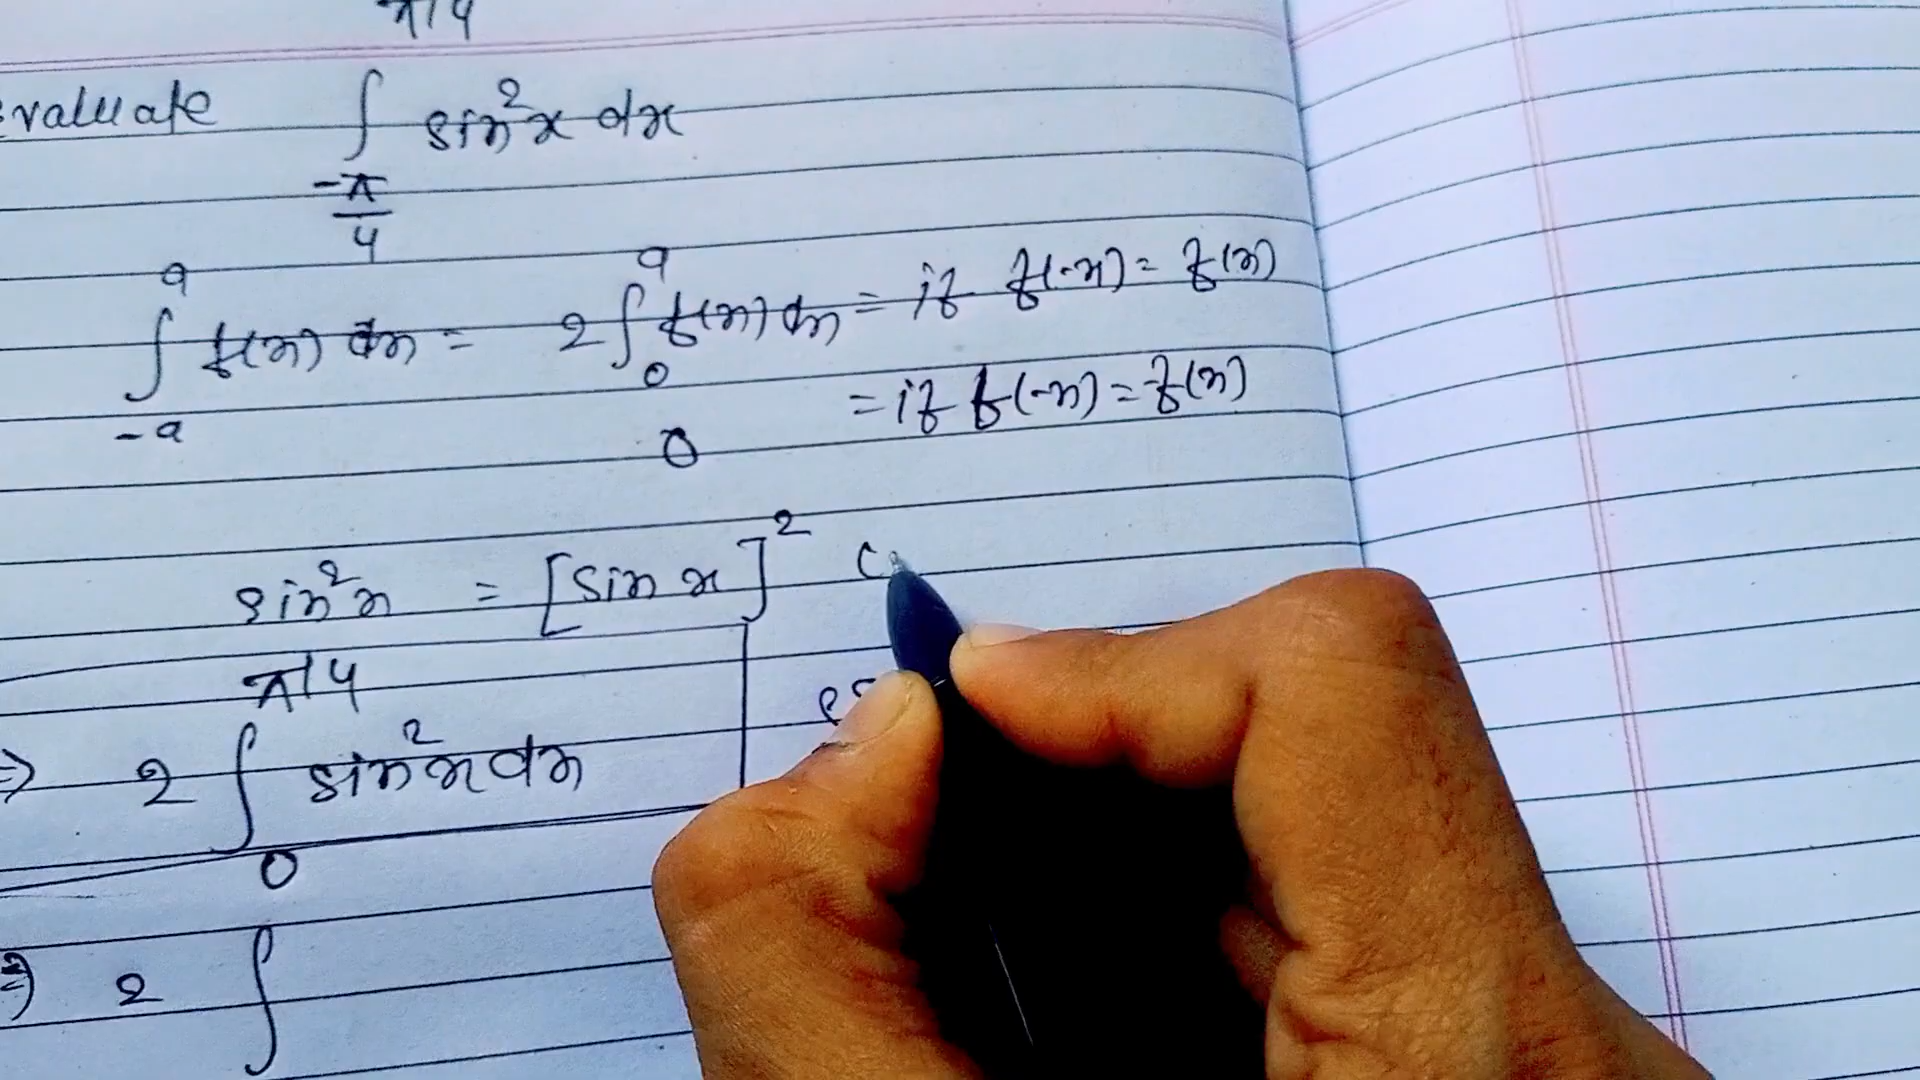 π/4
evaluate ∫ sin²x dx
-π/4
a a
∫ f(x) dx = 2∫ f(x) dx = if f(-x) = f(x)
-a 0
= if f(-x) = f(x)
0
sin²x = [sin x]²
π/4
⇒ 2 ∫ sin²x dx
0
⇒ 2 ∫